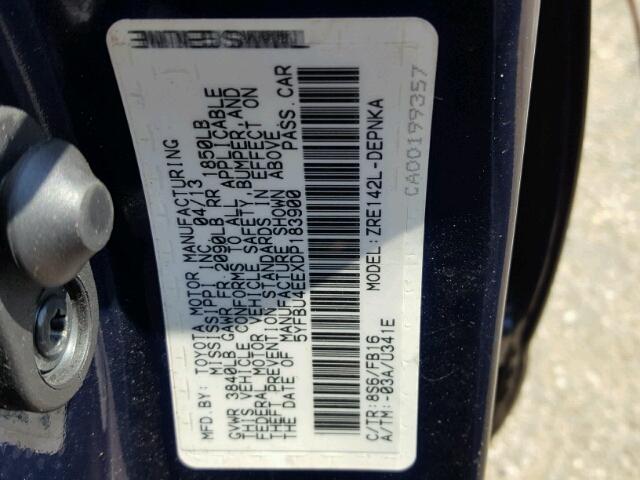 MFD.BY: TOYOTA MOTOR MANUFACTURING
MISSISSIPPI INC. 04/13
GVWR 3840LB GAWR FR 2090LB RR 1850LB
THIS VEHICLE CONFORMS TO ALL APPLICABLE
FEDERAL MOTOR VEHICLE SAFETY, BUMPER, AND
THEFT PREVENTION STANDARDS IN EFFECT ON
THE DATE OF MANUFACTURE SHOWN ABOVE.
5YFBU4EEXDP183900 PASS.CAR
C/TR:8S6/FB16 MODEL:ZRE142L-DEPNKA
A/TM:-03A/U341E
CA00199357